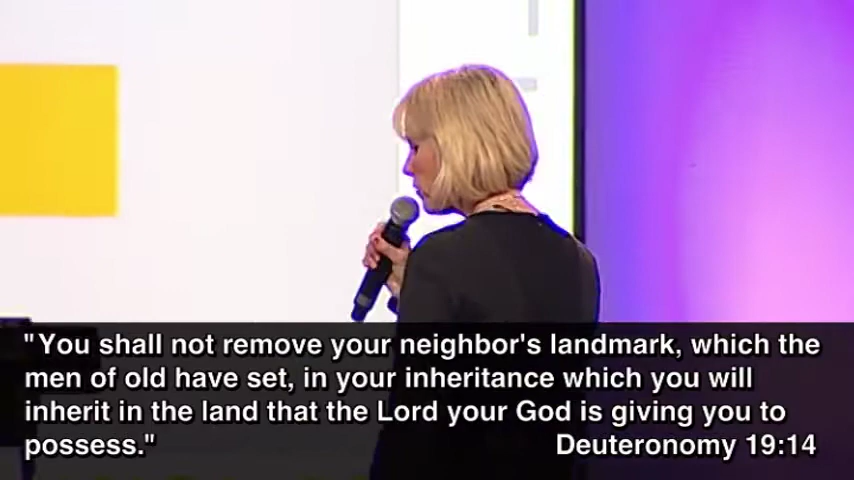 "You shall not remove your neighbor's landmark, which the
men of old have set, in your inheritance which you will
inherit in the land that the Lord your God is giving you to
possess." Deuteronomy 19:14